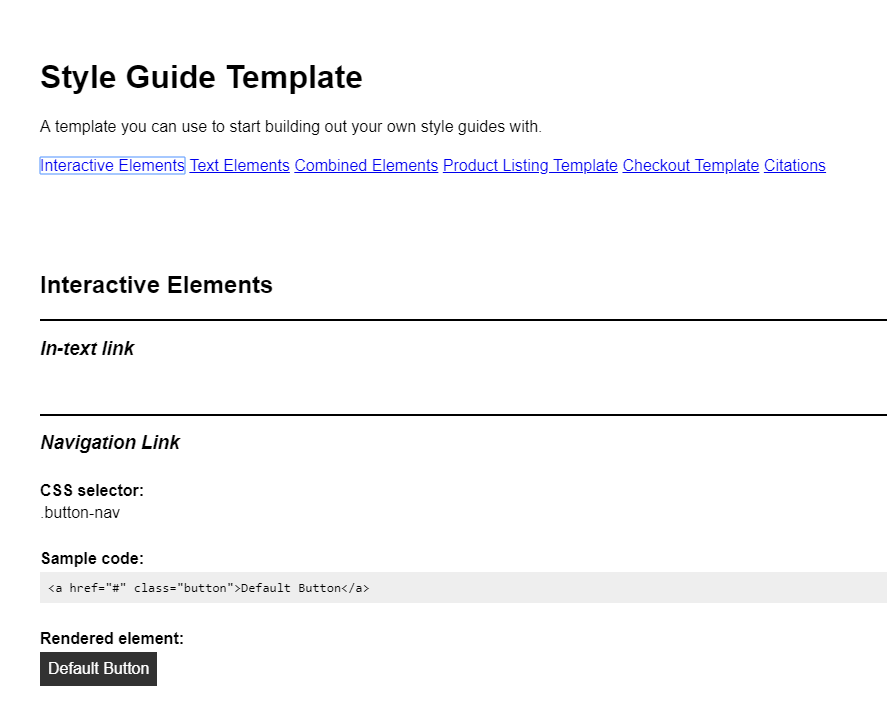 Style Guide Template
A template you can use to start building out your own style guides with.
Interactive Elements Text Elements Combined Elements Product Listing Template Checkout Template Citations
Interactive Elements
In-text link
Navigation Link
CSS selector:
.button-nav
Sample code:
<a href="#" class="button">Default Button</a>
Rendered element:
Default Button